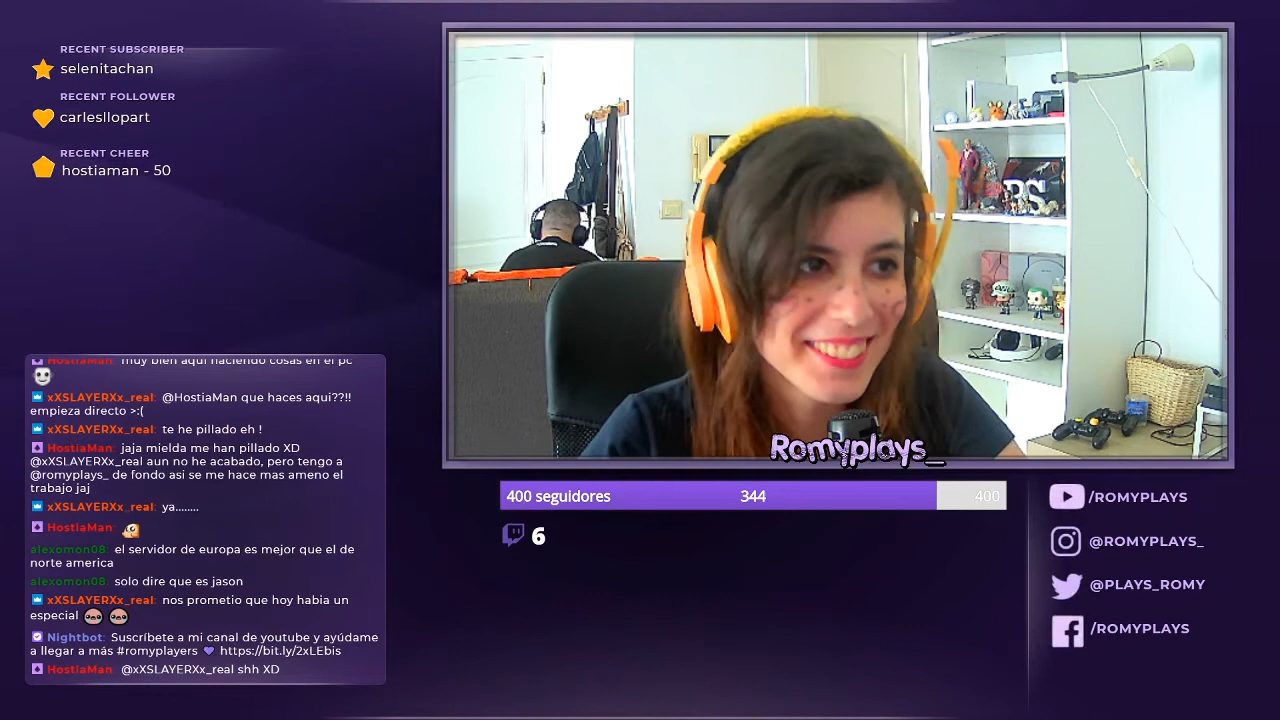 RECENT SUBSCRIBER
selenitachan
RECENT FOLLOWER
carlesllopart
RECENT CHEER
hostiaman - 50
HostiaMan: muy bien aqui haciendo cosas en el pc
xXSLAYERXx_real: @HostiaMan que haces aqui??!!
empieza directo >:(
xXSLAYERXx_real: te he pillado eh !
HostiaMan: jaja mielda me han pillado XD
@xXSLAYERXx_real aun no he acabado, pero tengo a
@romyplays_ de fondo asi se me hace mas ameno el
trabajo jaj
xXSLAYERXx_real: ya........
HostiaMan:
alexomon08: el servidor de europa es mejor que el de
norte america
alexomon08: solo dire que es jason
xXSLAYERXx_real: nos prometio que hoy habia un
especial
Nightbot: Suscríbete a mi canal de youtube y ayúdame
a llegar a más #romyplayers 💜 https://bit.ly/2xLEbis
HostiaMan: @xXSLAYERXx_real shh XD
Romyplays_
400 seguidores 344 400
6
/ROMYPLAYS
@ROMYPLAYS_
@PLAYS_ROMY
/ROMYPLAYS